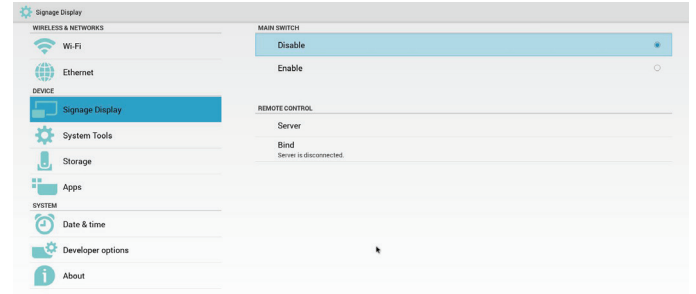 Signage Display
WIRELESS & NETWORKS
Wi-Fi
Ethernet
DEVICE
Signage Display
System Tools
Storage
Apps
SYSTEM
Date & time
Developer options
About
MAIN SWITCH
Disable
Enable
REMOTE CONTROL
Server
Bind
Server is disconnected.